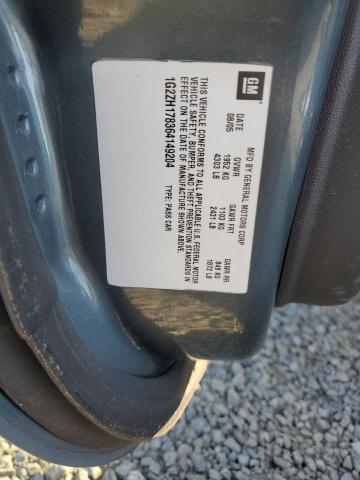 GM
MFD BY GENERAL MOTORS CORP
DATE GVWR GAWR FRT GAWR RR
08/05 1952 KG 1103 KG 849 KG
4303 LB 2431 LB 1872 LB
THIS VEHICLE CONFORMS TO ALL APPLICABLE U.S. FEDERAL MOTOR
VEHICLE SAFETY, BUMPER, AND THEFT PREVENTION STANDARDS IN
EFFECT ON THE DATE OF MANUFACTURE SHOWN ABOVE.
1G2ZH178364149204 TYPE: PASS CAR